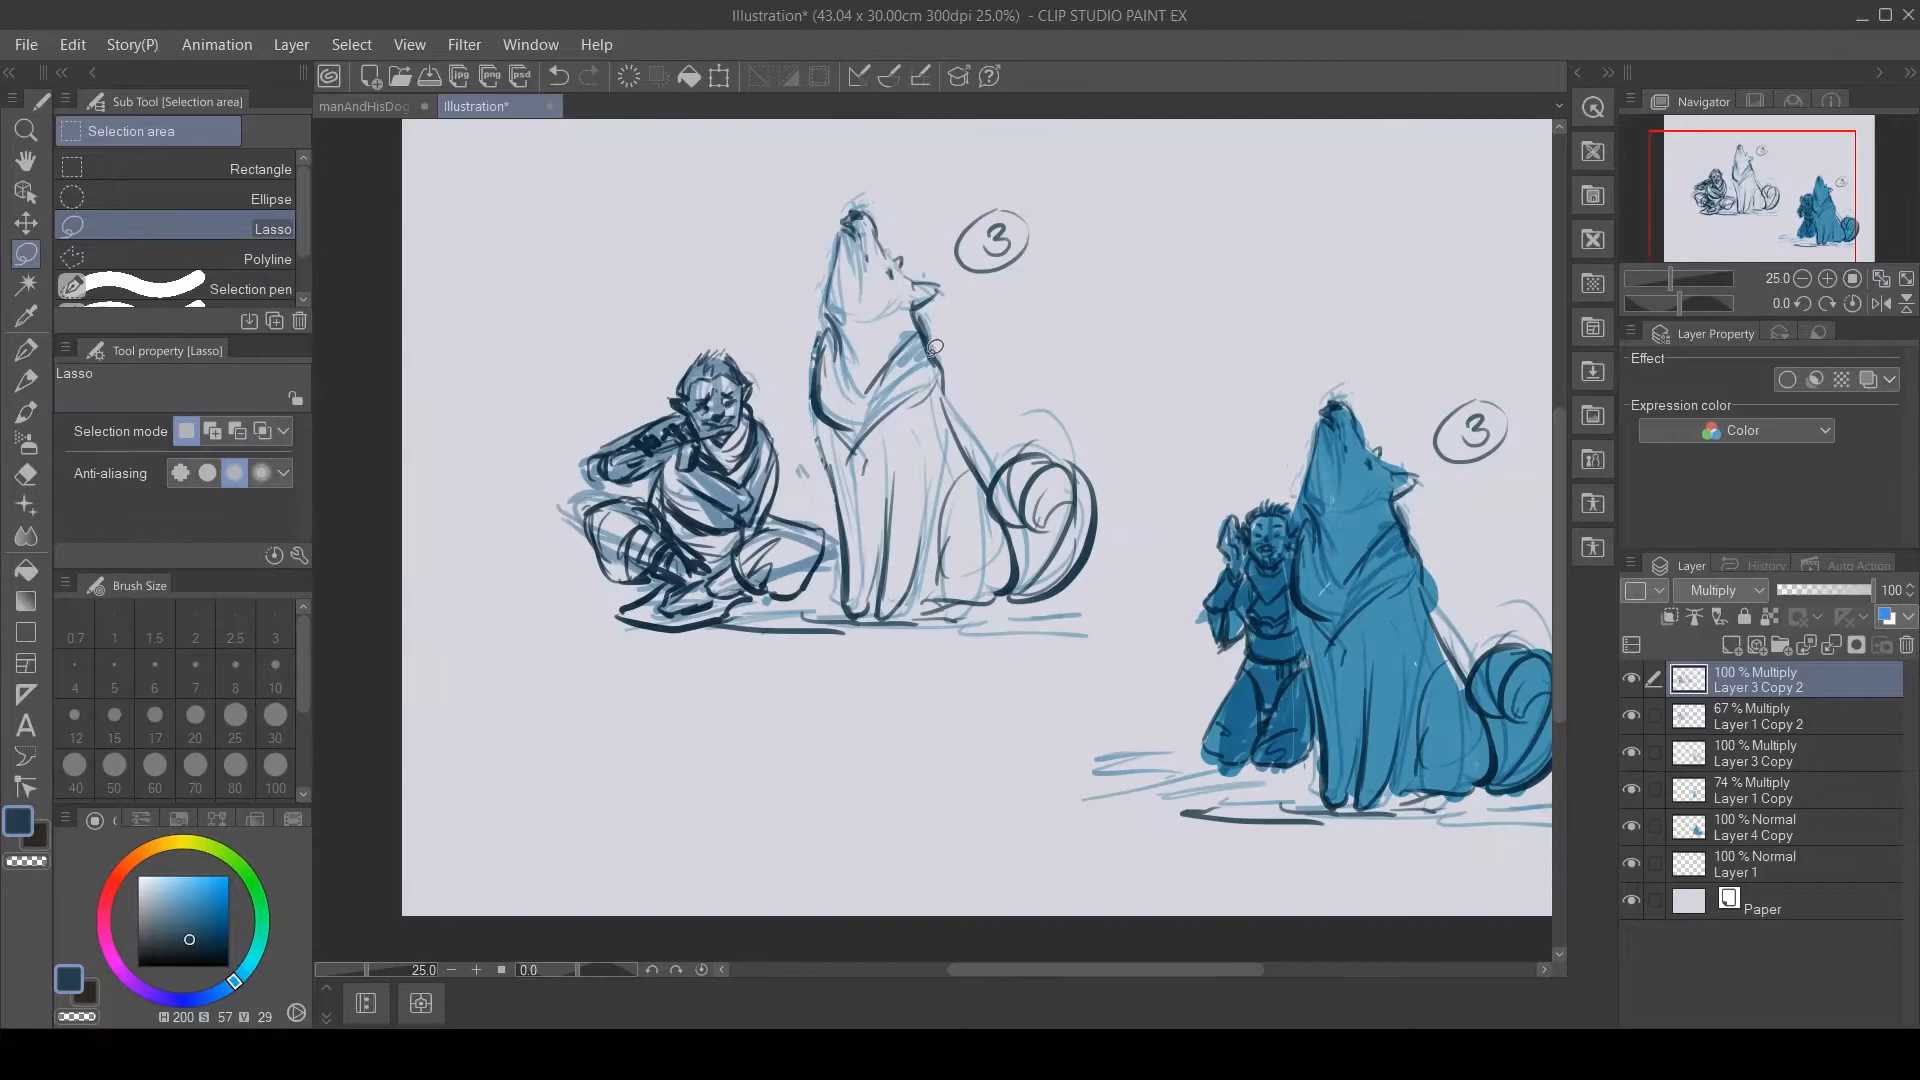 Illustration* (43.04 x 30.00cm 300dpi 25.0%) - CLIP STUDIO PAINT EX
File Edit Story(P) Animation Layer Select View Filter Window Help
jpg png psd
Sub Tool [Selection area]
manAndHisDog
Illustration*
Navigator
Selection area
Rectangle
Ellipse
Lasso
Polyline
Selection pen
3
3
25.0
0.0
Tool property [Lasso]
Lasso
Selection mode
Anti-aliasing
Layer Property
Effect
Expression color
Color
Brush Size
0.7 1 1.5 2 2.5 3
4 5 6 7 8 10
12 15 17 20 25 30
40 50 60 70 80 100
Layer History Auto Action
Multiply 100
100 % Multiply
Layer 3 Copy 2
67 % Multiply
Layer 1 Copy 2
100 % Multiply
Layer 3 Copy
74 % Multiply
Layer 1 Copy
100 % Normal
Layer 4 Copy
100 % Normal
Layer 1
Paper
A
25.0 0.0
H 200 S 57 V 29